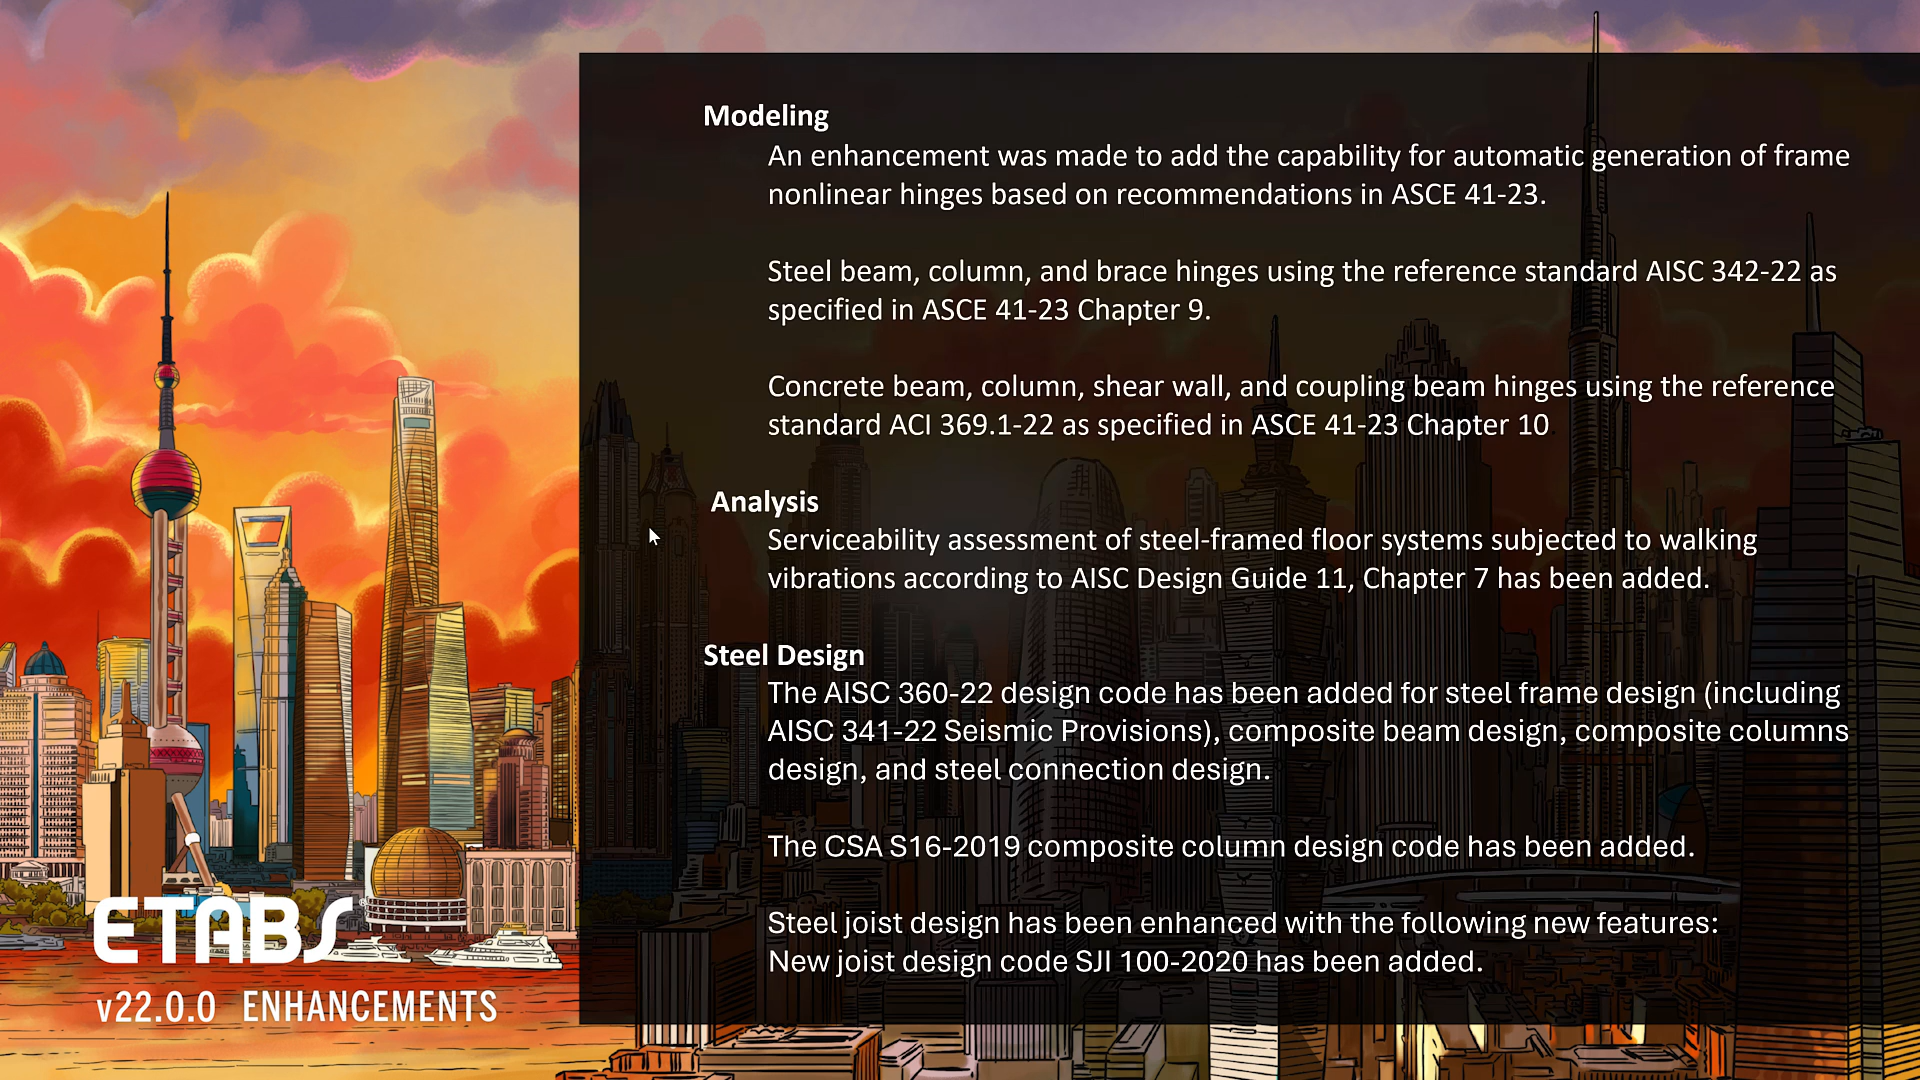 Modeling
An enhancement was made to add the capability for automatic generation of frame
nonlinear hinges based on recommendations in ASCE 41-23.
Steel beam, column, and brace hinges using the reference standard AISC 342-22 as
specified in ASCE 41-23 Chapter 9.
Concrete beam, column, shear wall, and coupling beam hinges using the reference
standard ACI 369.1-22 as specified in ASCE 41-23 Chapter 10
Analysis
Serviceability assessment of steel-framed floor systems subjected to walking
vibrations according to AISC Design Guide 11, Chapter 7 has been added.
Steel Design
The AISC 360-22 design code has been added for steel frame design (including
AISC 341-22 Seismic Provisions), composite beam design, composite columns
design, and steel connection design.
The CSA S16-2019 composite column design code has been added.
Steel joist design has been enhanced with the following new features:
New joist design code SJI 100-2020 has been added.
ETABS®
v22.0.0 ENHANCEMENTS